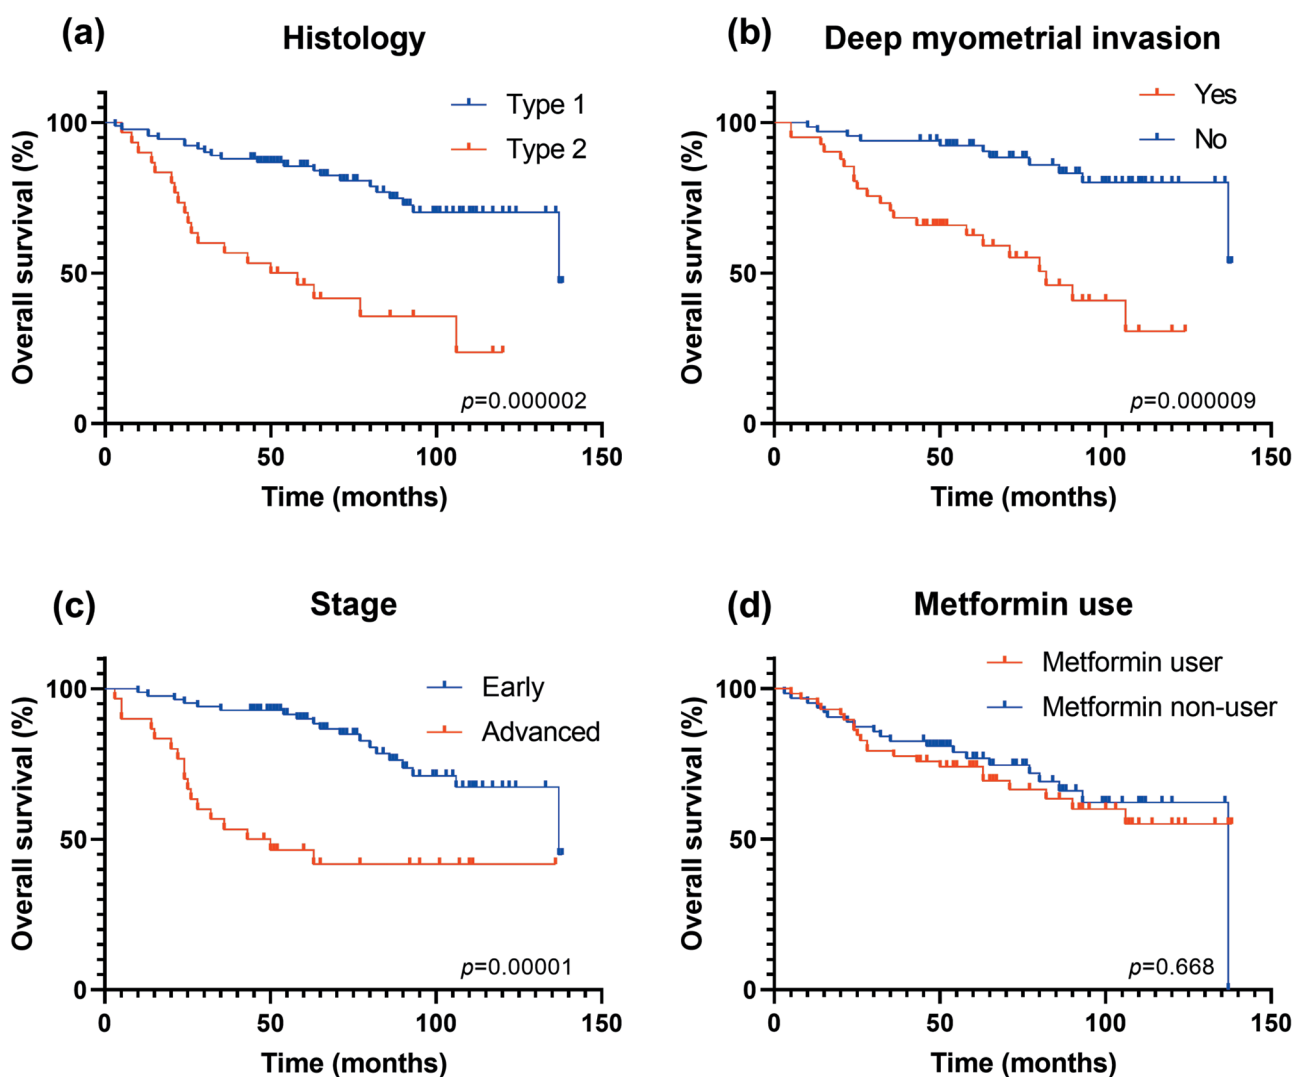 (a) Histology
Type 1
Type 2
Overall survival (%)
100
50
0
p=0.000002
0 50 100 150
Time (months)
(b) Deep myometrial invasion
Yes
No
Overall survival (%)
100
50
0
p=0.000009
0 50 100 150
Time (months)
(c) Stage
Early
Advanced
Overall survival (%)
100
50
0
p=0.00001
0 50 100 150
Time (months)
(d) Metformin use
Metformin user
Metformin non-user
Overall survival (%)
100
50
0
p=0.668
0 50 100 150
Time (months)